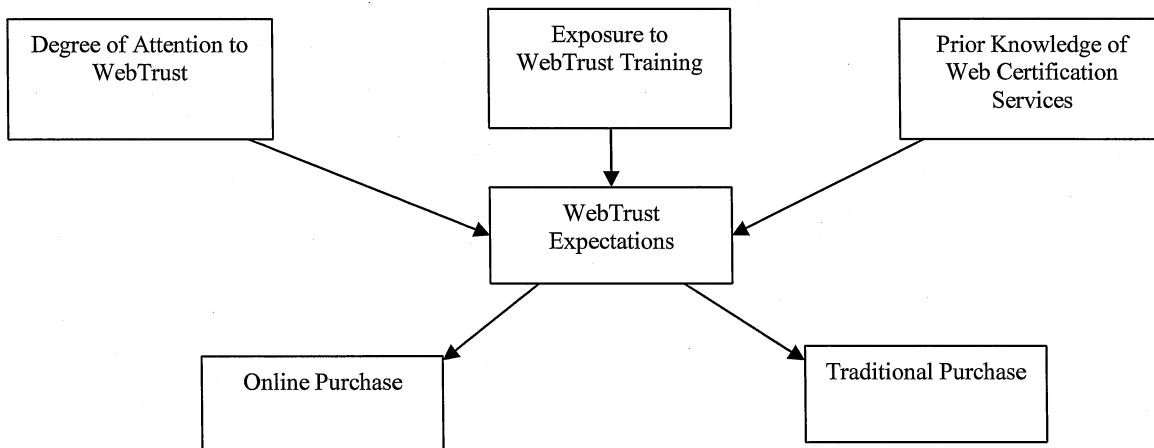 Degree of Attention to
WebTrust
Exposure to
WebTrust Training
Prior Knowledge of
Web Certification
Services
WebTrust
Expectations
Online Purchase
Traditional Purchase